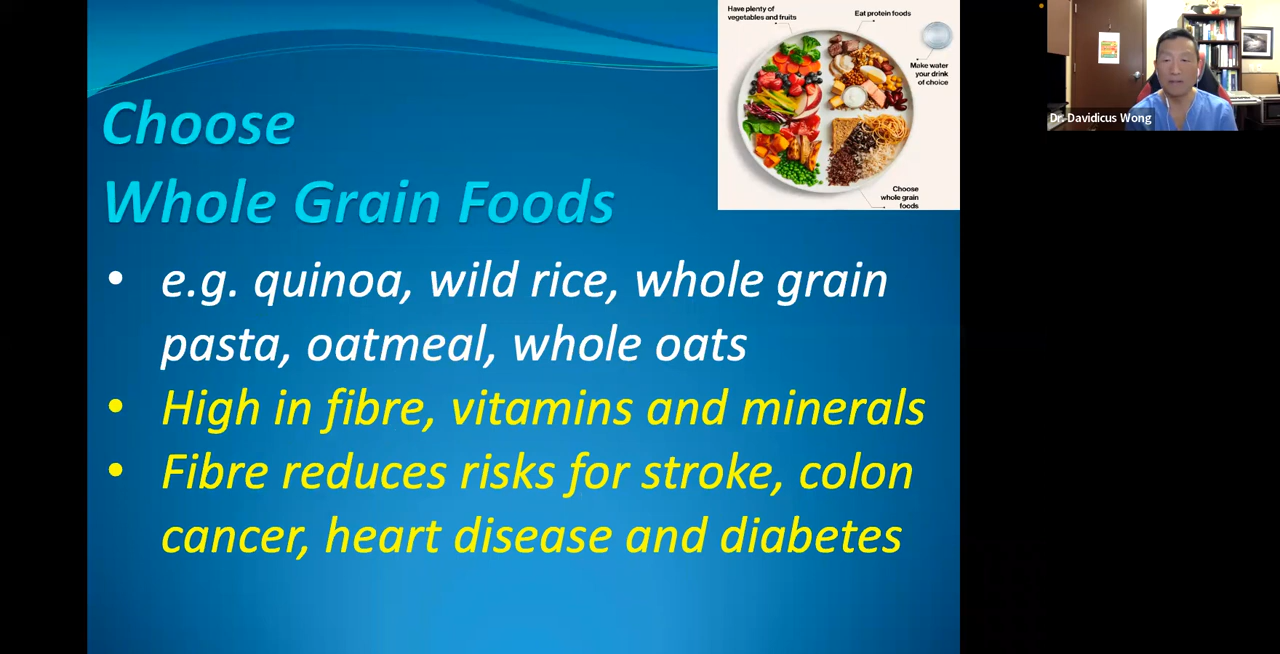 Choose
Whole Grain Foods
• e.g. quinoa, wild rice, whole grain
pasta, oatmeal, whole oats
• High in fibre, vitamins and minerals
• Fibre reduces risks for stroke, colon
cancer, heart disease and diabetes
Have plenty of
vegetables and fruits
Eat protein foods
Make water
your drink
of choice
Choose
whole grain
foods
Dr. Davidicus Wong